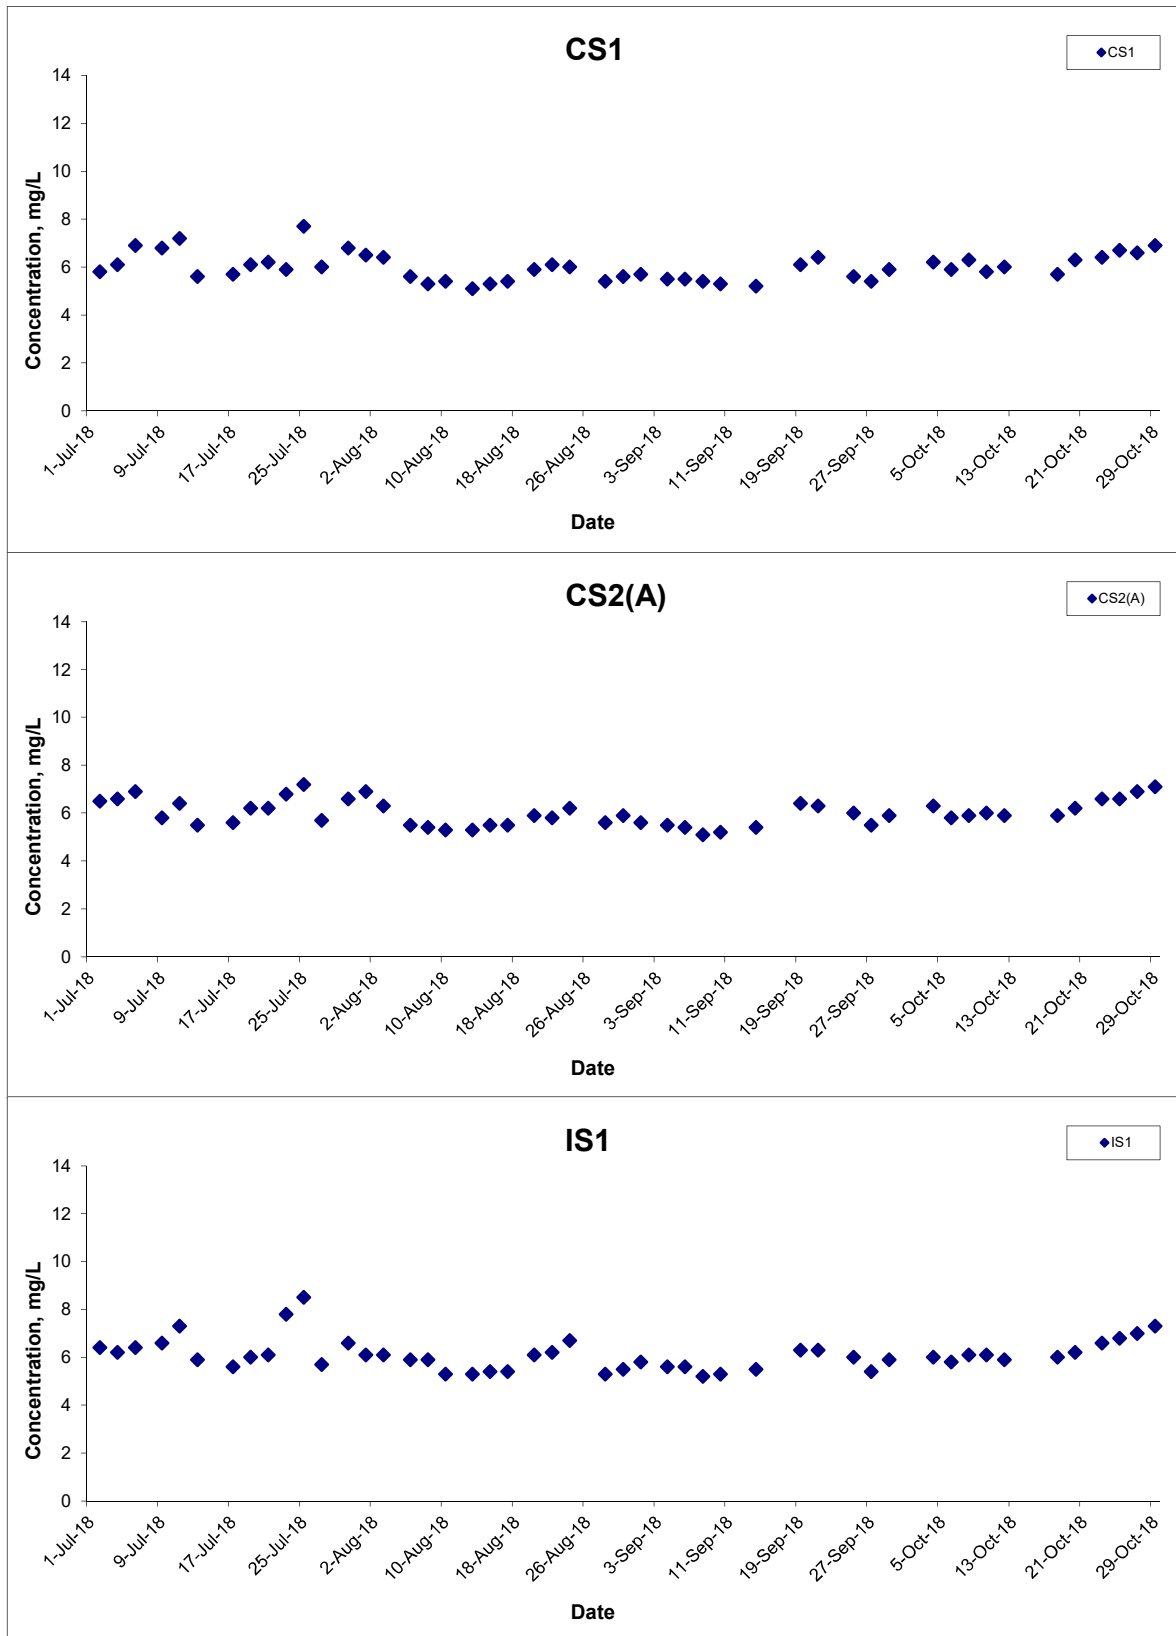 CS1
CS1
14
12
10
8
6
4
2
0
Concentration, mg/L
1-Jul-18
9-Jul-18
17-Jul-18
25-Jul-18
2-Aug-18
10-Aug-18
18-Aug-18
26-Aug-18
3-Sep-18
11-Sep-18
19-Sep-18
27-Sep-18
5-Oct-18
13-Oct-18
21-Oct-18
29-Oct-18
Date
CS2(A)
CS2(A)
14
12
10
8
6
4
2
0
Concentration, mg/L
1-Jul-18
9-Jul-18
17-Jul-18
25-Jul-18
2-Aug-18
10-Aug-18
18-Aug-18
26-Aug-18
3-Sep-18
11-Sep-18
19-Sep-18
27-Sep-18
5-Oct-18
13-Oct-18
21-Oct-18
29-Oct-18
Date
IS1
IS1
14
12
10
8
6
4
2
0
Concentration, mg/L
1-Jul-18
9-Jul-18
17-Jul-18
25-Jul-18
2-Aug-18
10-Aug-18
18-Aug-18
26-Aug-18
3-Sep-18
11-Sep-18
19-Sep-18
27-Sep-18
5-Oct-18
13-Oct-18
21-Oct-18
29-Oct-18
Date